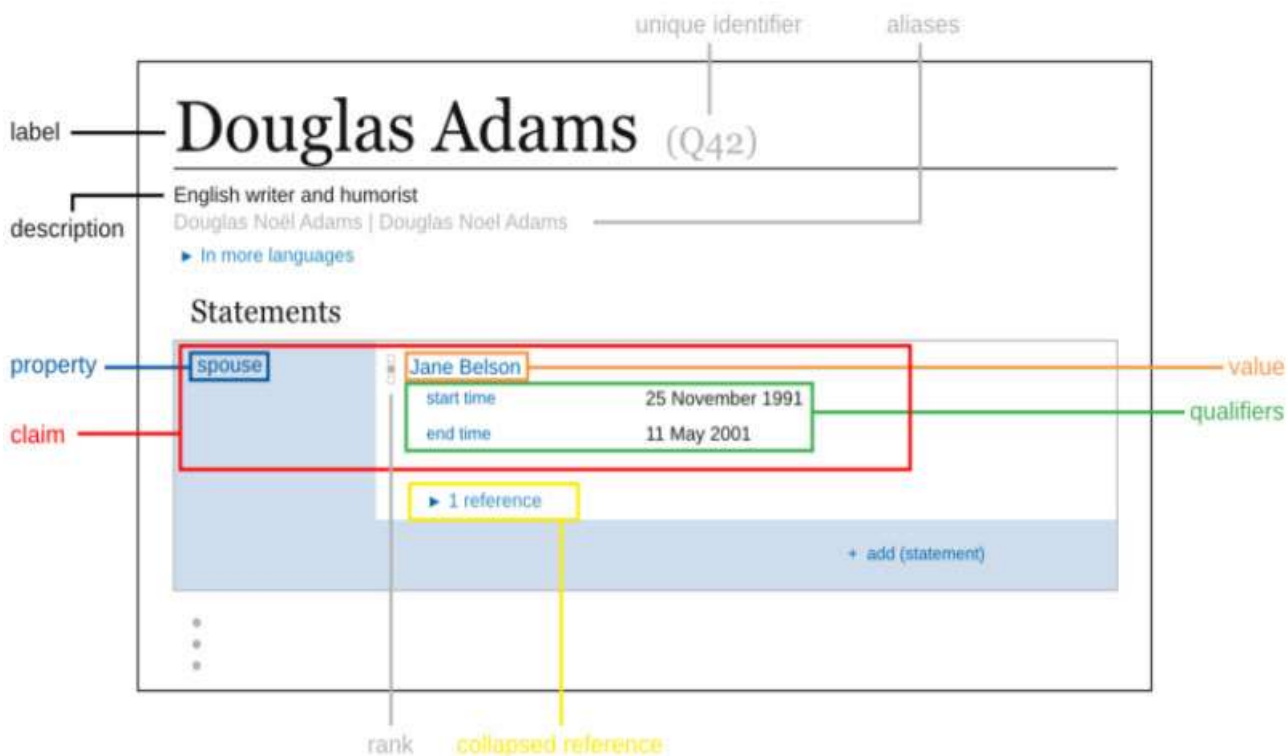 unique identifier aliases
label Douglas Adams (Q42)
English writer and humorist
description Douglas Noël Adams | Douglas Noel Adams
► In more languages
Statements
property spouse Jane Belson value
start time 25 November 1991 qualifiers
claim end time 11 May 2001
► 1 reference
+ add (statement)
rank collapsed reference